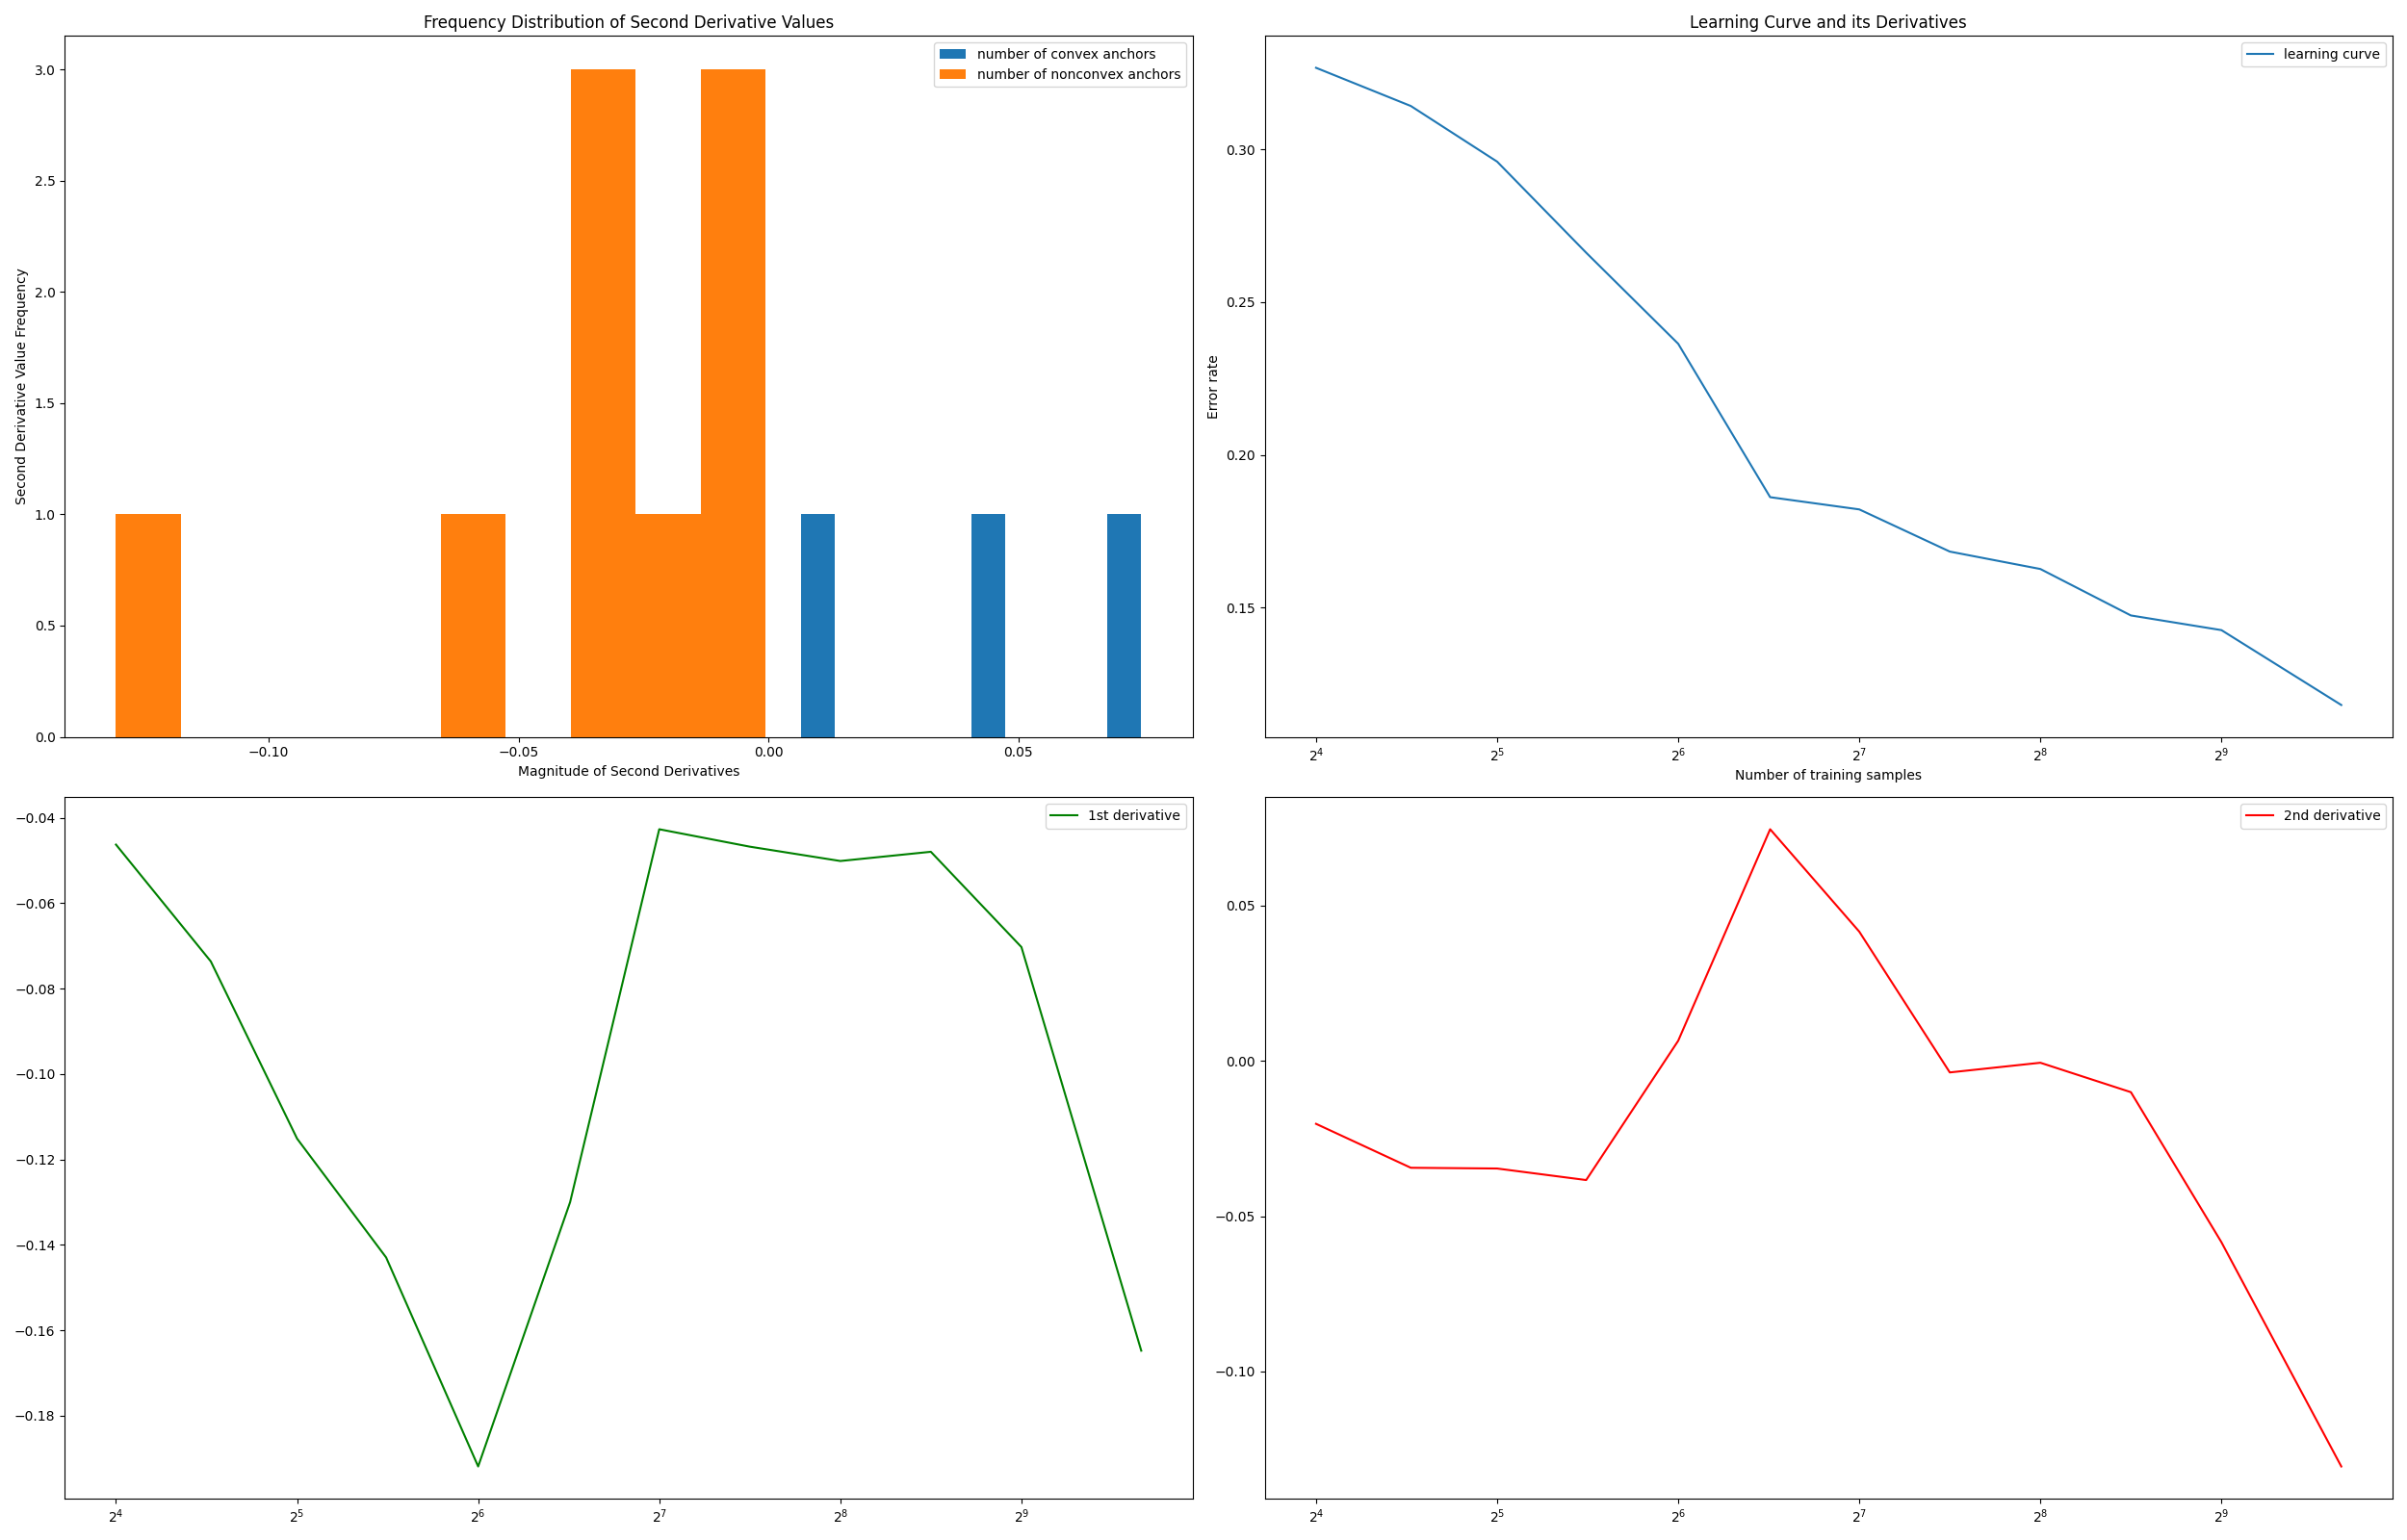 Frequency Distribution of Second Derivative Values
number of convex anchors
number of nonconvex anchors
Second Derivative Value Frequency
3.0
2.5
2.0
1.5
1.0
0.5
0.0
−0.10 −0.05 0.00 0.05
Magnitude of Second Derivatives
Learning Curve and its Derivatives
learning curve
Error rate
0.30
0.25
0.20
0.15
2⁴ 2⁵ 2⁶ 2⁷ 2⁸ 2⁹
Number of training samples
1st derivative
−0.04
−0.06
−0.08
−0.10
−0.12
−0.14
−0.16
−0.18
2⁴ 2⁵ 2⁶ 2⁷ 2⁸ 2⁹
2nd derivative
0.05
0.00
−0.05
−0.10
2⁴ 2⁵ 2⁶ 2⁷ 2⁸ 2⁹